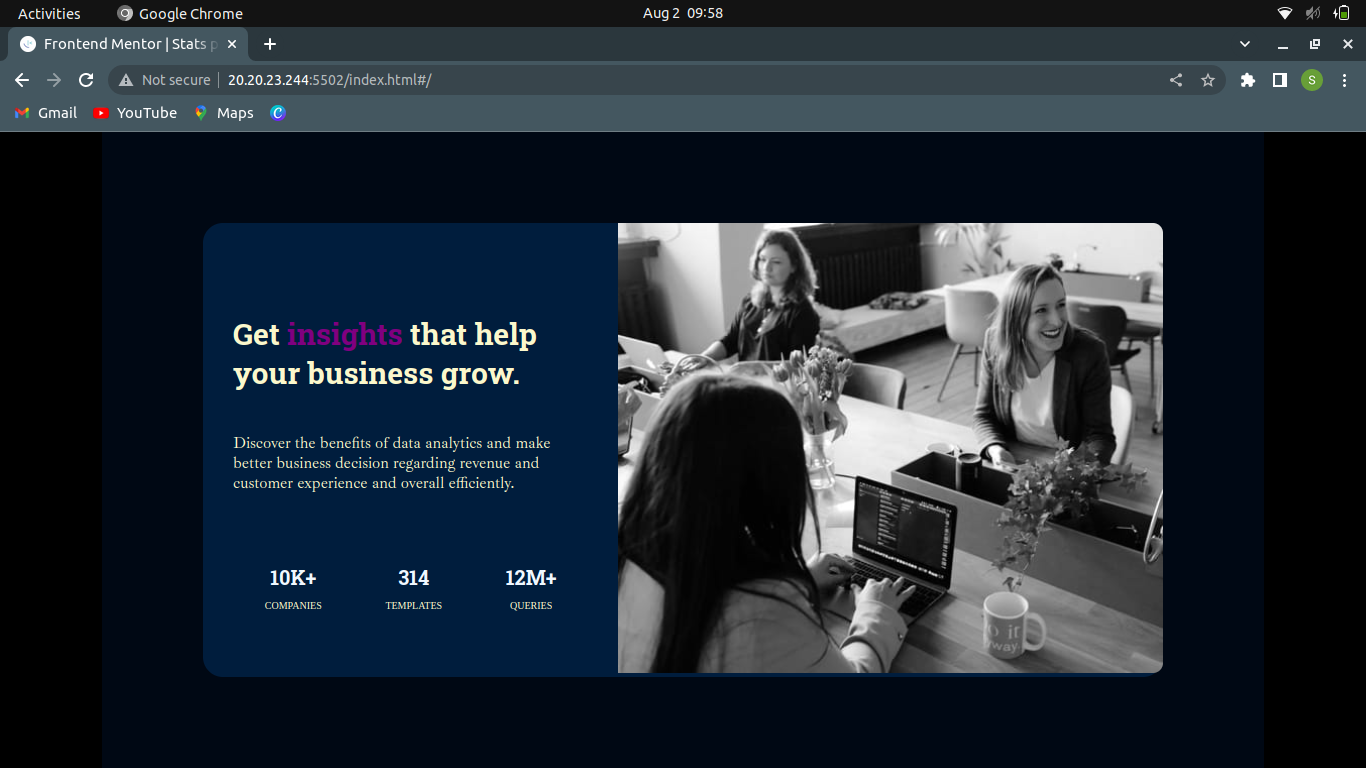 Activities Google Chrome Aug 2 09:58
Frontend Mentor | Stats
Not secure 20.20.23.244:5502/index.html#/ S
Gmail YouTube Maps
Get insights that help
your business grow.
Discover the benefits of data analytics and make
better business decision regarding revenue and
customer experience and overall efficiently.
10K+ 314 12M+
COMPANIES TEMPLATES QUERIES
it
way.